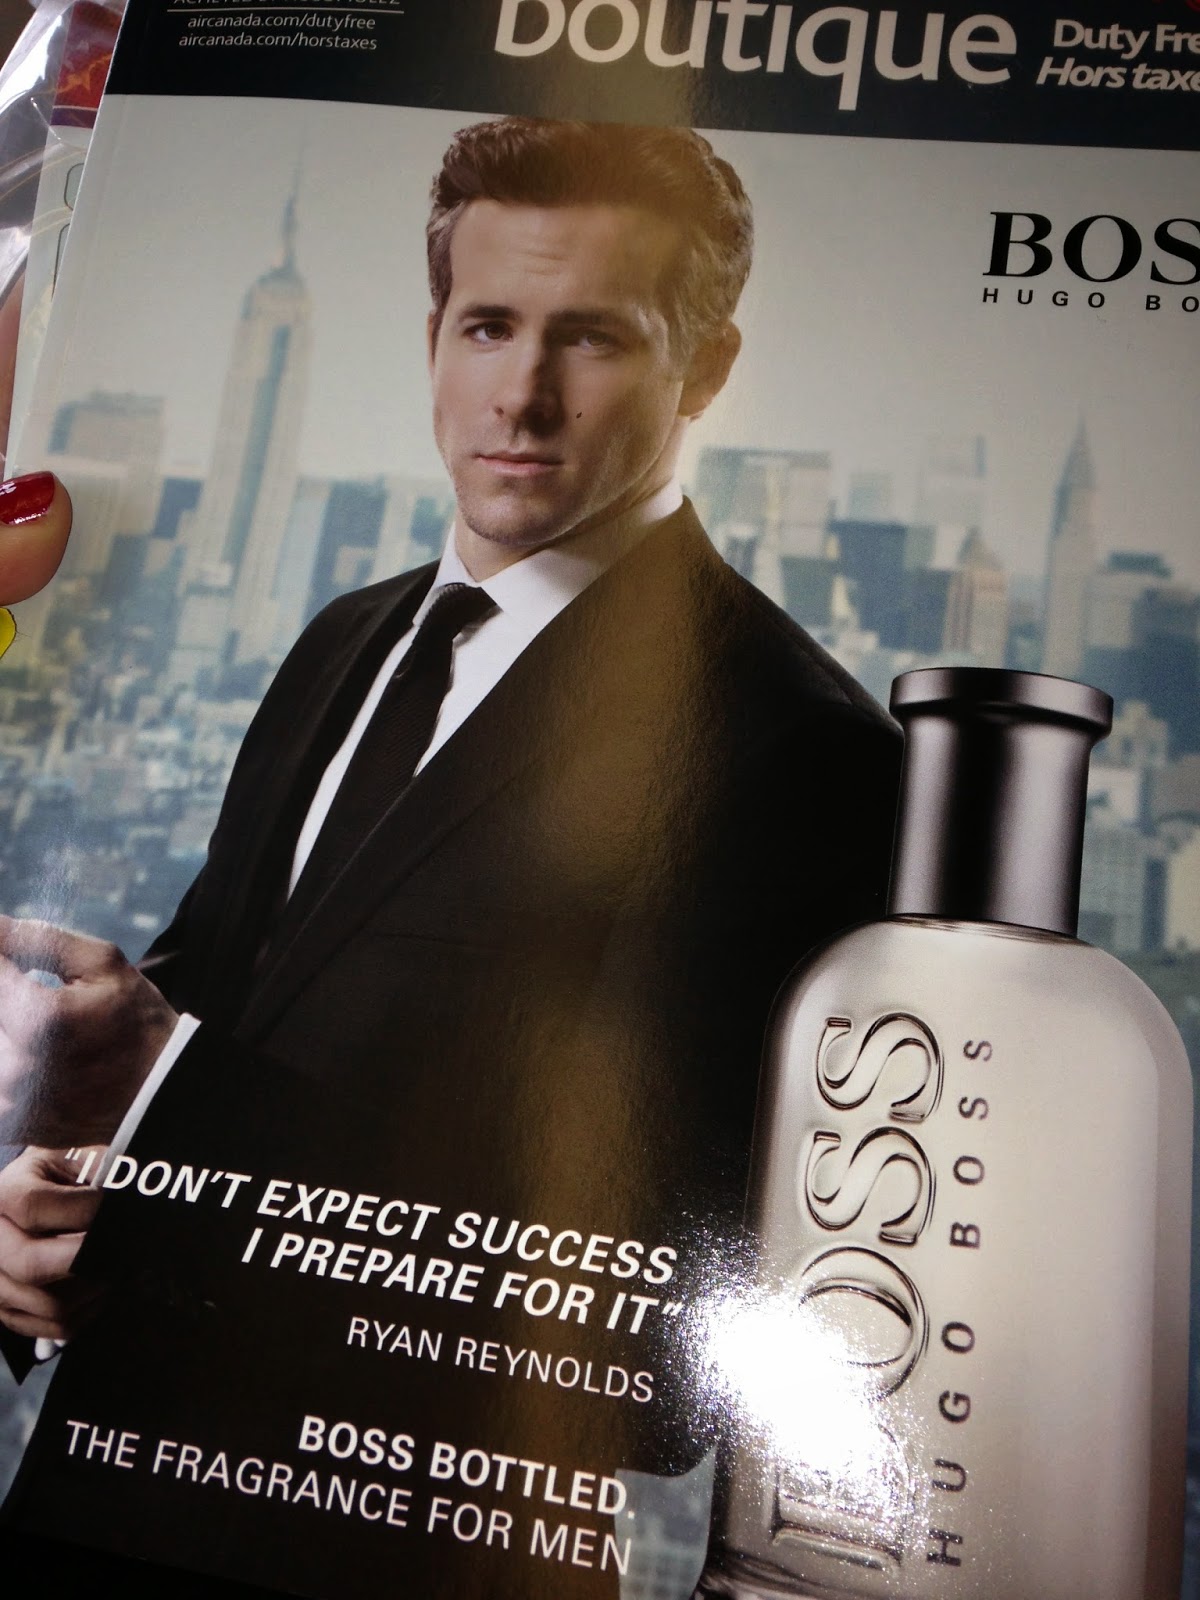 aircanada.com/dutyfree
aircanada.com/horstaxes
boutique
Duty Fre
Hors taxe
BOS
HUGO BO
"I DON'T EXPECT SUCCESS
I PREPARE FOR IT"
RYAN REYNOLDS
BOSS BOTTLED.
THE FRAGRANCE FOR MEN
BOSS
HUGO BOSS